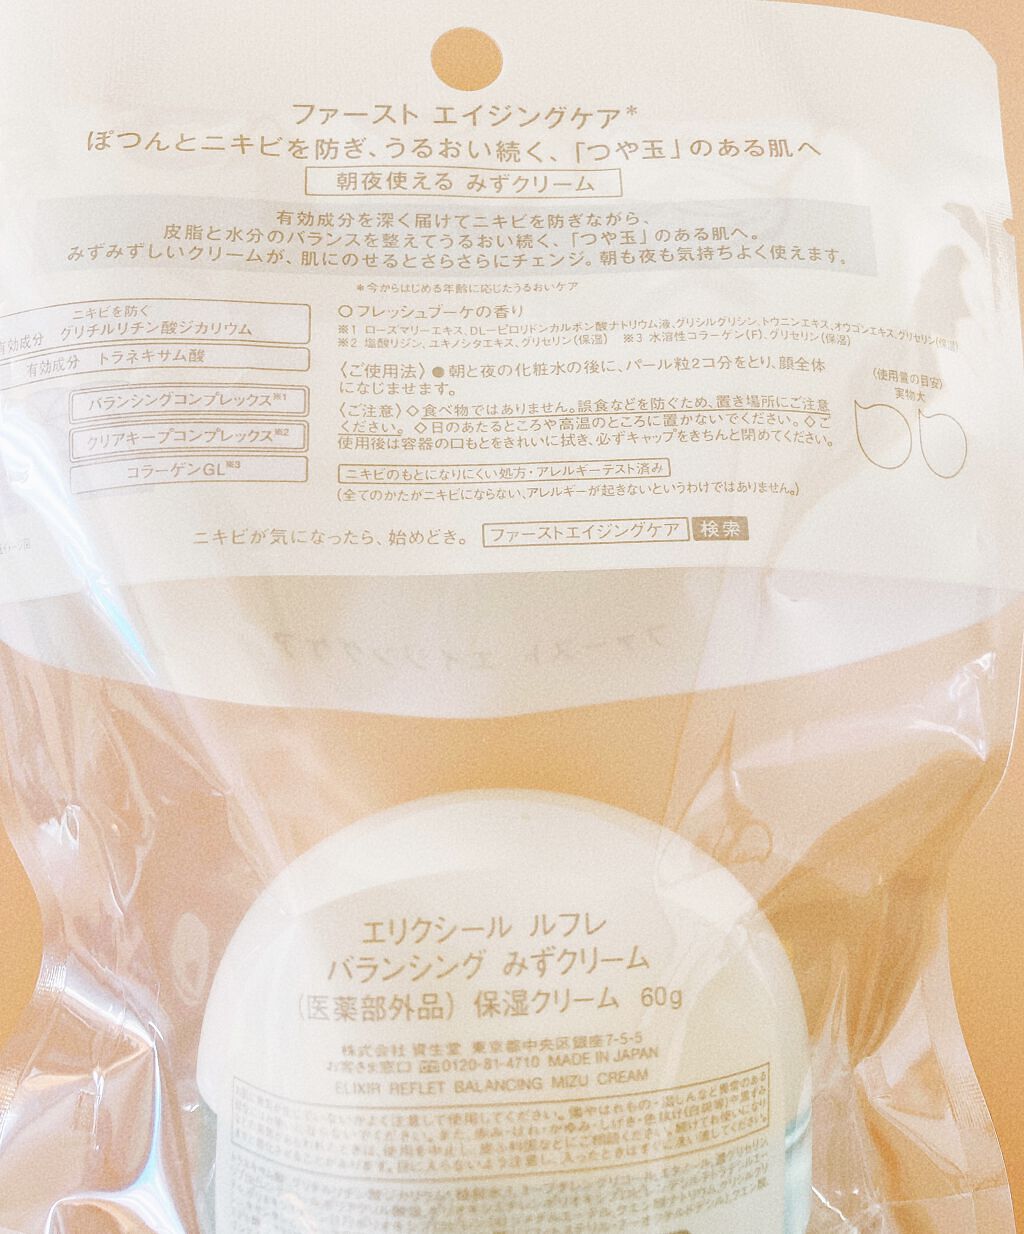 ファースト エイジングケア*
ぽつんとニキビを防ぎ、うるおい続く、「つや玉」のある肌へ
朝夜使える みずクリーム
有効成分を深く届けてニキビを防ぎながら、
皮脂と水分のバランスを整えてうるおい続く、「つや玉」のある肌へ。
みずみずしいクリームが、肌にのせるとさらさらにチェンジ。朝も夜も気持ちよく使えます。
*今からはじめる年齢に応じたうるおいケア
ニキビを防ぐ
有効成分 グリチルリチン酸ジカリウム
有効成分 トラネキサム酸
バランシングコンプレックス※1
クリアキープコンプレックス※2
コラーゲンGL※3
○フレッシュブーケの香り
※1 ローズマリーエキス、DL-ピロリドンカルボン酸ナトリウム液、グリシルグリシン、トウニンエキス、オウゴンエキス、グリセリン(保湿)
※2 塩酸リジン、ユキノシタエキス、グリセリン(保湿) ※3 水溶性コラーゲン(F)、グリセリン(保湿)
〈ご使用法〉●朝と夜の化粧水の後に、パール粒2コ分をとり、顔全体
になじませます。
〈ご注意〉◇食べ物ではありません。誤食などを防ぐため、置き場所にご注意
ください。◇日のあたるところや高温のところに置かないでください。◇ご
使用後は容器の口もとをきれいに拭き、必ずキャップをきちんと閉めてください。
(使用量の目安)
実物大
ニキビのもとになりにくい処方・アレルギーテスト済み
(全てのかたがニキビにならない、アレルギーが起きないというわけではありません。)
ニキビが気になったら、始めどき。 ファーストエイジングケア 検索
ファースト エイジングケア
エリクシール ルフレ
バランシング みずクリーム
(医薬部外品) 保湿クリーム 60g
株式会社 資生堂 東京都中央区銀座7-5-5
お客さま窓口 0120-81-4710 MADE IN JAPAN
ELIXIR REFLET BALANCING MIZU CREAM